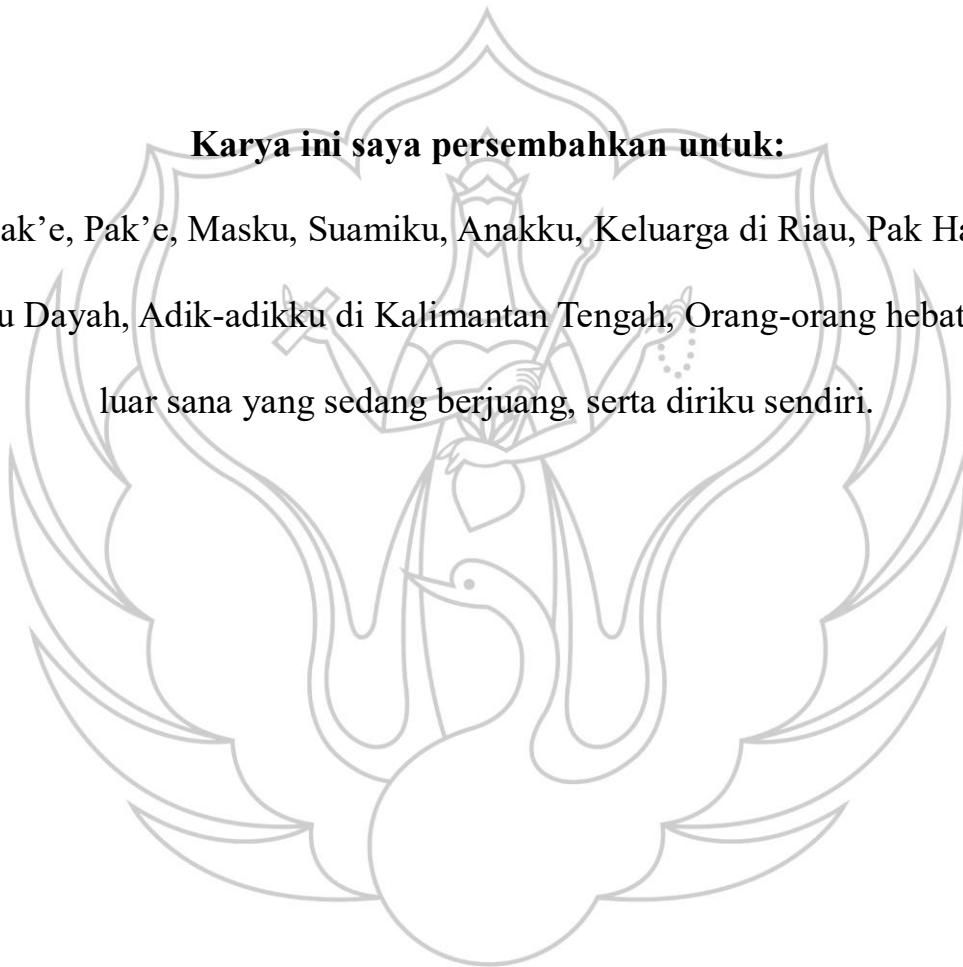 Karya ini saya persembahkan untuk:
ak’e, Pak’e, Masku, Suamiku, Anakku, Keluarga di Riau, Pak Ha
u Dayah, Adik-adikku di Kalimantan Tengah, Orang-orang hebat
luar sana yang sedang berjuang, serta diriku sendiri.